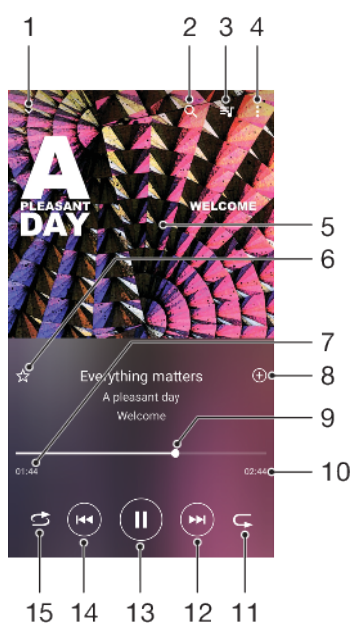 1 2 3 4
A
PLEASANT
DAY
WELCOME
5
6
7
Everything matters
8
A pleasant day
Welcome
9
01:44
02:44
10
15 14 13 12 11